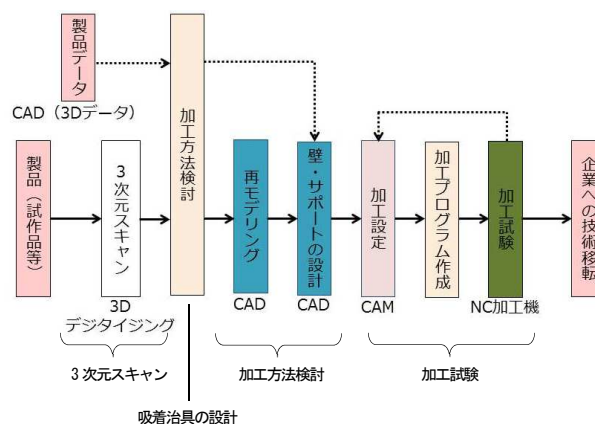 製品データ
CAD（3Dデータ）
製品（試作品等）
３次元スキャン
3D
デジタイジング
加工方法検討
再モデリング
CAD
壁・サポートの設計
CAD
加工設定
CAM
加工プログラム作成
加工試験
NC加工機
企業への技術移転
３次元スキャン
加工方法検討
加工試験
吸着治具の設計